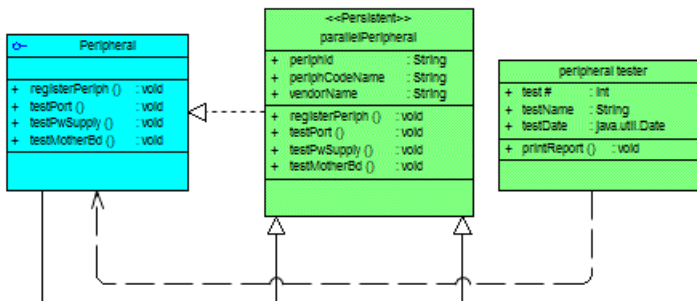 Peripheral
+ registerPeriph () : void
+ testPort () : void
+ testPwSupply () : void
+ testMotherBd () : void
<<Persistent>>
parallelPeripheral
+ periphId : String
+ periphCodeName : String
+ vendorName : String
+ registerPeriph () : void
+ testPort () : void
+ testPwSupply () : void
+ testMotherBd () : void
peripheral tester
+ test # : int
+ testName : String
+ testDate : java.util.Date
+ printReport () : void